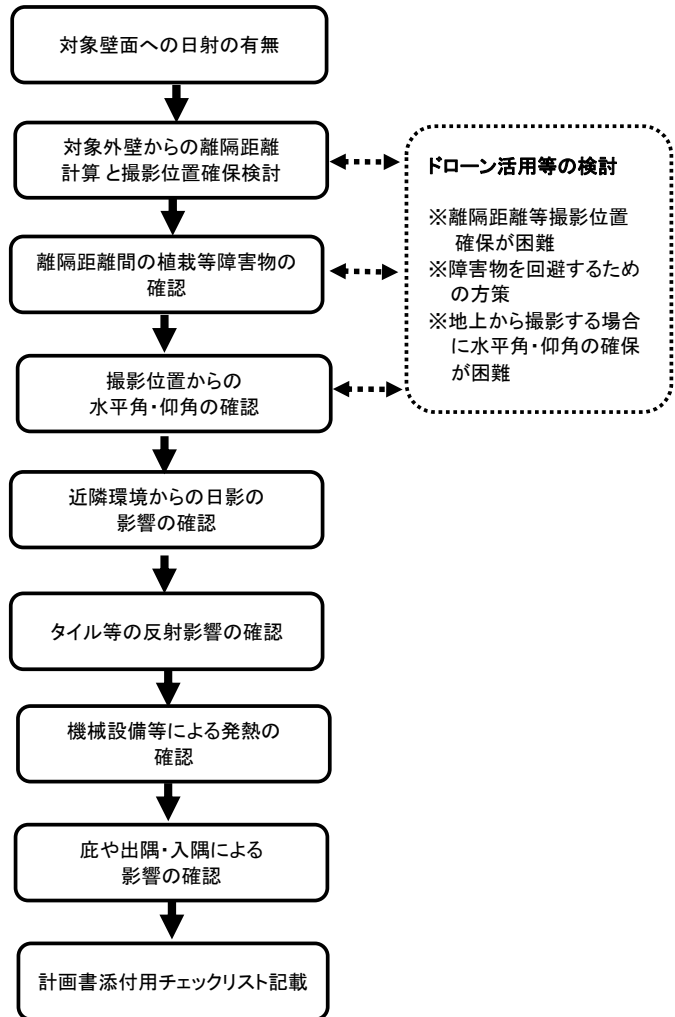 対象壁面への日射の有無
対象外壁からの離隔距離
計算 と撮影位置確保検討
離隔距離間の植栽等障害物の
確認
撮影位置からの
水平角・仰角の確認
近隣環境からの日影の
影響の確認
タイル等の反射影響の確認
機械設備等による発熱の
確認
庇や出隅・入隅による
影響の確認
計画書添付用チェックリスト記載
ドローン活用等の検討
※離隔距離等撮影位置
確保が困難
※障害物を回避するため
の方策
※地上から撮影する場合
に水平角・仰角の確保
が困難